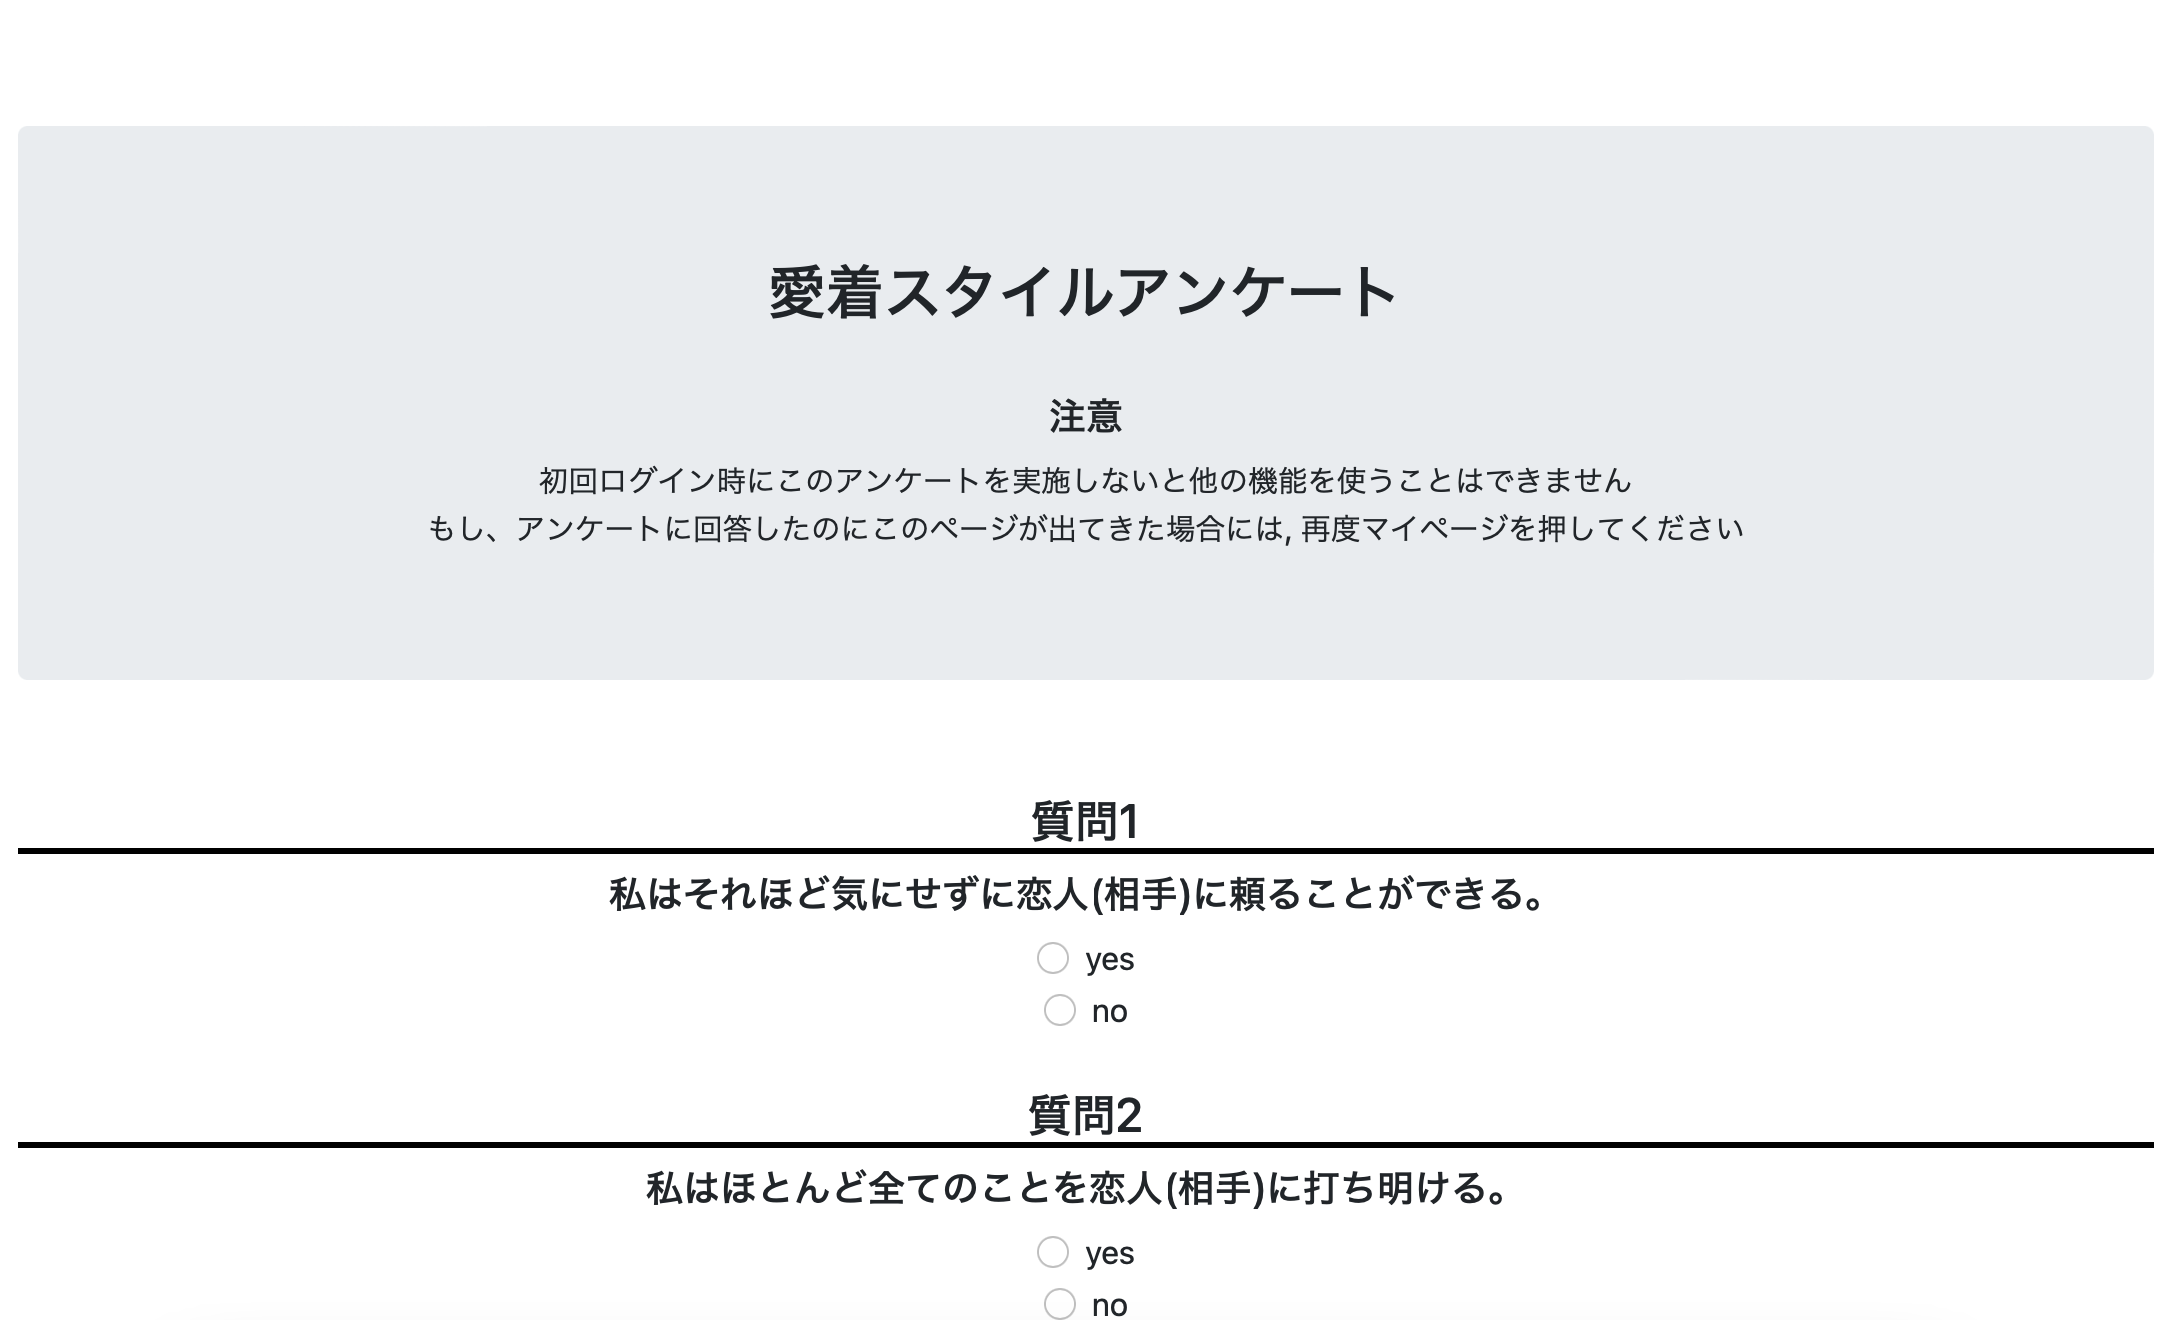 愛着スタイルアンケート
注意
初回ログイン時にこのアンケートを実施しないと他の機能を使うことはできません
もし、アンケートに回答したのにこのページが出てきた場合には, 再度マイページを押してください
質問1
私はそれほど気にせずに恋人(相手)に頼ることができる。
yes
no
質問2
私はほとんど全てのことを恋人(相手)に打ち明ける。
yes
no